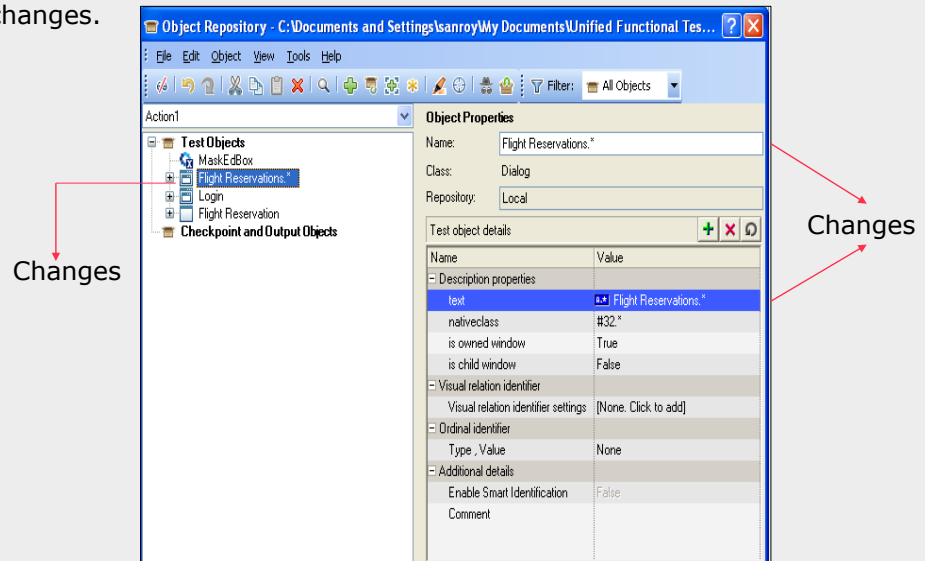 changes.
Object Repository - C:\Documents and Settings\sanroy\My Documents\Unified Functional Tes...
File Edit Object View Tools Help
Filter: All Objects
Action1
Test Objects
MaskEdBox
Flight Reservations.*
Login
Flight Reservation
Checkpoint and Output Objects
Object Properties
Name: Flight Reservations.*
Class: Dialog
Repository: Local
Test object details
Name Value
Description properties
text Flight Reservations.*
nativeclass #32.*
is owned window True
is child window False
Visual relation identifier
Visual relation identifier settings [None. Click to add]
Ordinal identifier
Type , Value None
Additional details
Enable Smart Identification False
Comment
Changes
Changes